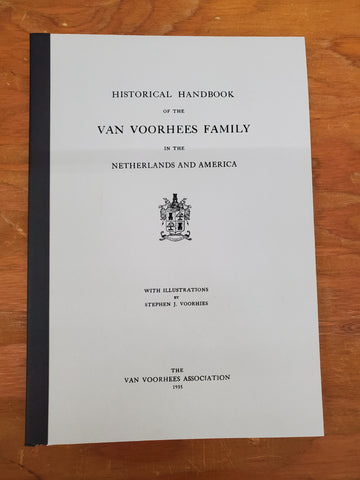 HISTORICAL HANDBOOK
OF THE
VAN VOORHEES FAMILY
IN THE
NETHERLANDS AND AMERICA
WITH ILLUSTRATIONS
BY
STEPHEN J. VOORHIES
THE
VAN VOORHEES ASSOCIATION
1935